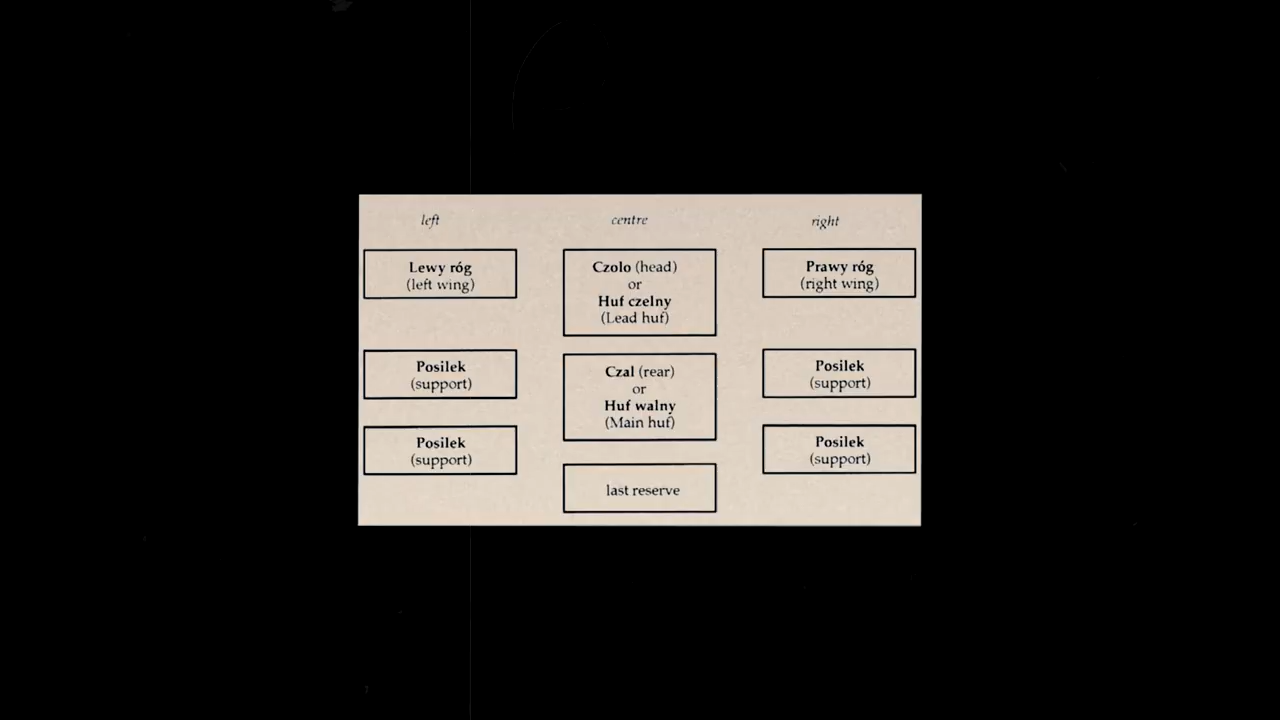 left
centre
right
Lewy róg
(left wing)
Czolo (head)
or
Huf czelny
(Lead huf)
Prawy róg
(right wing)
Posilek
(support)
Czal (rear)
or
Huf walny
(Main huf)
Posilek
(support)
Posilek
(support)
last reserve
Posilek
(support)